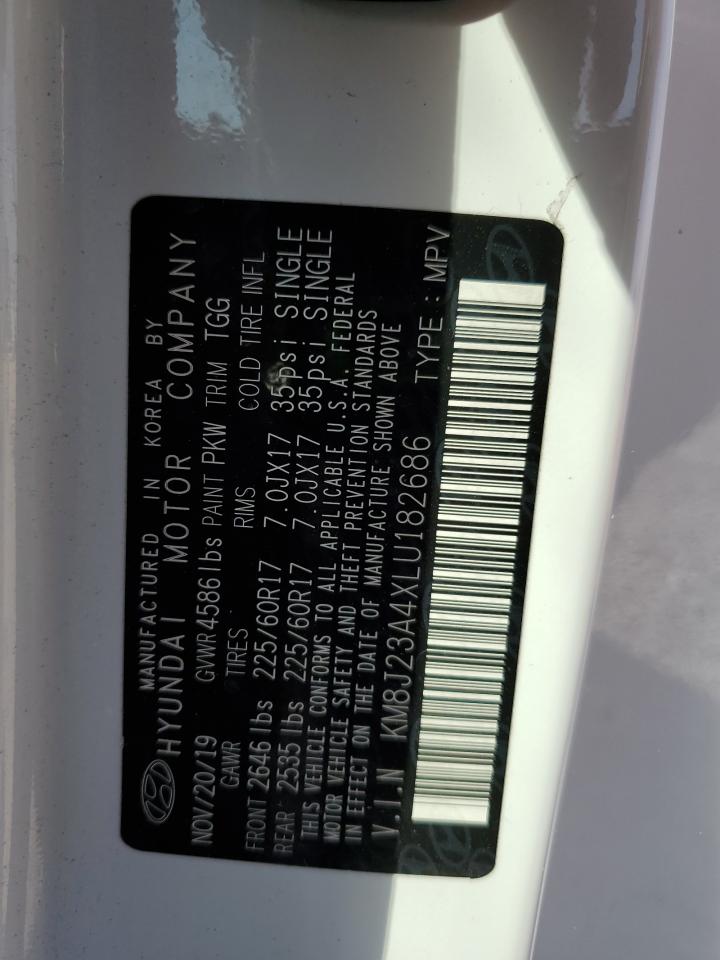 MANUFACTURED IN KOREA BY
HYUNDAI MOTOR COMPANY
NOV/20/19 GVWR 4586 lbs PAINT PKW TRIM TGG
GAWR TIRES RIMS COLD TIRE INFL
FRONT 2646 lbs 225/60R17 7.0JX17 35psi SINGLE
REAR 2535 lbs 225/60R17 7.0JX17 35psi SINGLE
THIS VEHICLE CONFORMS TO ALL APPLICABLE U.S.A. FEDERAL
MOTOR VEHICLE SAFETY AND THEFT PREVENTION STANDARDS
IN EFFECT ON THE DATE OF MANUFACTURE SHOWN ABOVE
V.I.N KM8J23A4XLU182686 TYPE : MPV